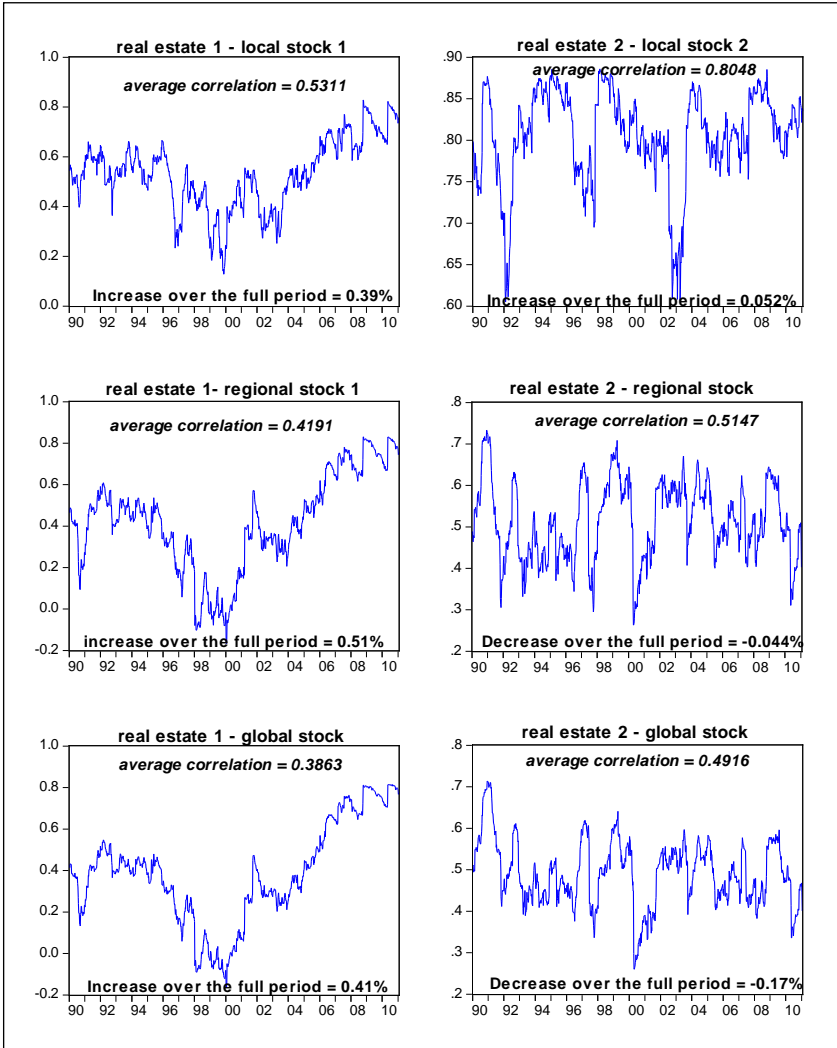 real estate 1 - local stock 1
average correlation = 0.5311
1.0
0.8
0.6
0.4
0.2
0.0
Increase over the full period = 0.39%
90 92 94 96 98 00 02 04 06 08 10
real estate 2 - local stock 2
average correlation = 0.8048
.90
.85
.80
.75
.70
.65
.60
Increase over the full period = 0.052%
90 92 94 96 98 00 02 04 06 08 10
real estate 1- regional stock 1
average correlation = 0.4191
1.0
0.8
0.6
0.4
0.2
0.0
-0.2
increase over the full period = 0.51%
90 92 94 96 98 00 02 04 06 08 10
real estate 2 - regional stock
average correlation = 0.5147
.8
.7
.6
.5
.4
.3
.2
Decrease over the full period = -0.044%
90 92 94 96 98 00 02 04 06 08 10
real estate 1 - global stock
average correlation = 0.3863
1.0
0.8
0.6
0.4
0.2
0.0
-0.2
Increase over the full period = 0.41%
90 92 94 96 98 00 02 04 06 08 10
real estate 2 - global stock
average correlation = 0.4916
.8
.7
.6
.5
.4
.3
.2
Decrease over the full period = -0.17%
90 92 94 96 98 00 02 04 06 08 10